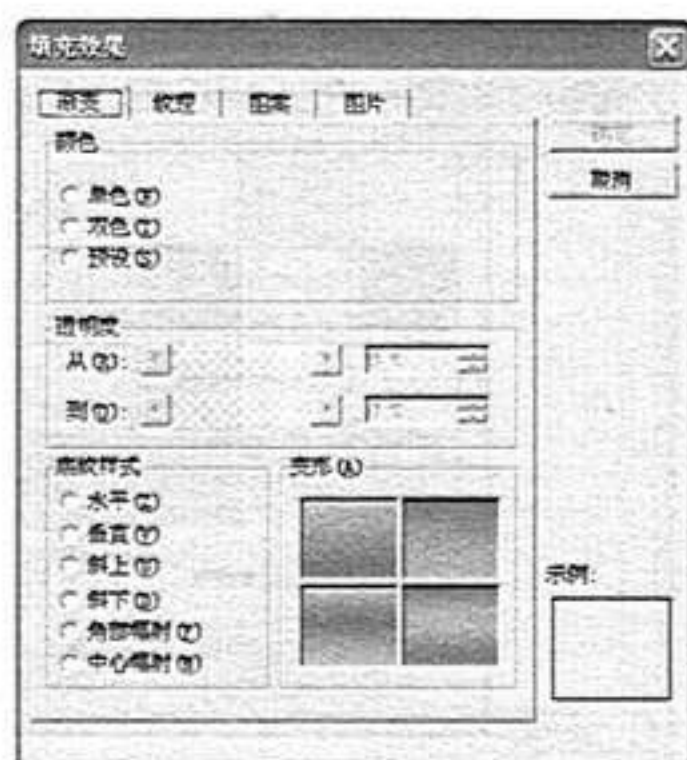 填充效果
渐变 纹理 图案 图片
颜色
单色
双色
预设
取消
透明度
从
到
底纹样式
水平
垂直
斜上
斜下
角部辐射
中心辐射
变形
示例: